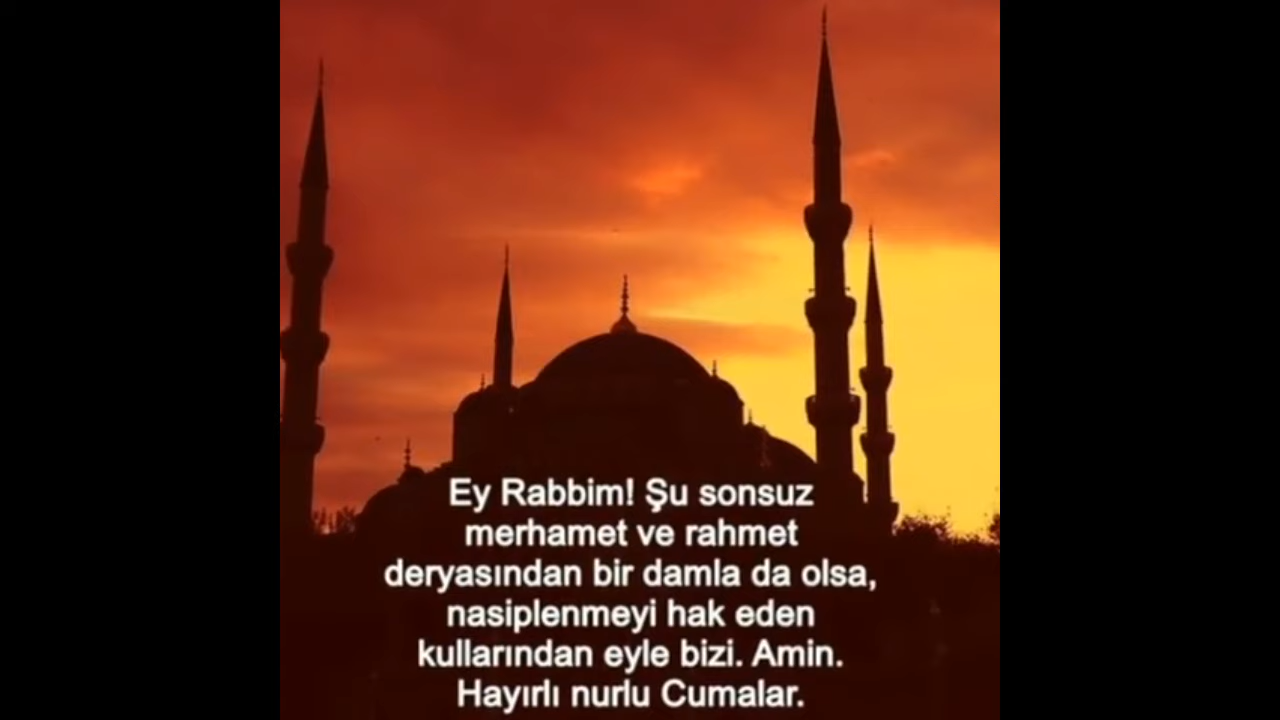 Ey Rabbim! Şu sonsuz
merhamet ve rahmet
deryasından bir damla da olsa,
nasiplenmeyi hak eden
kullarından eyle bizi. Amin.
Hayırlı nurlu Cumalar.